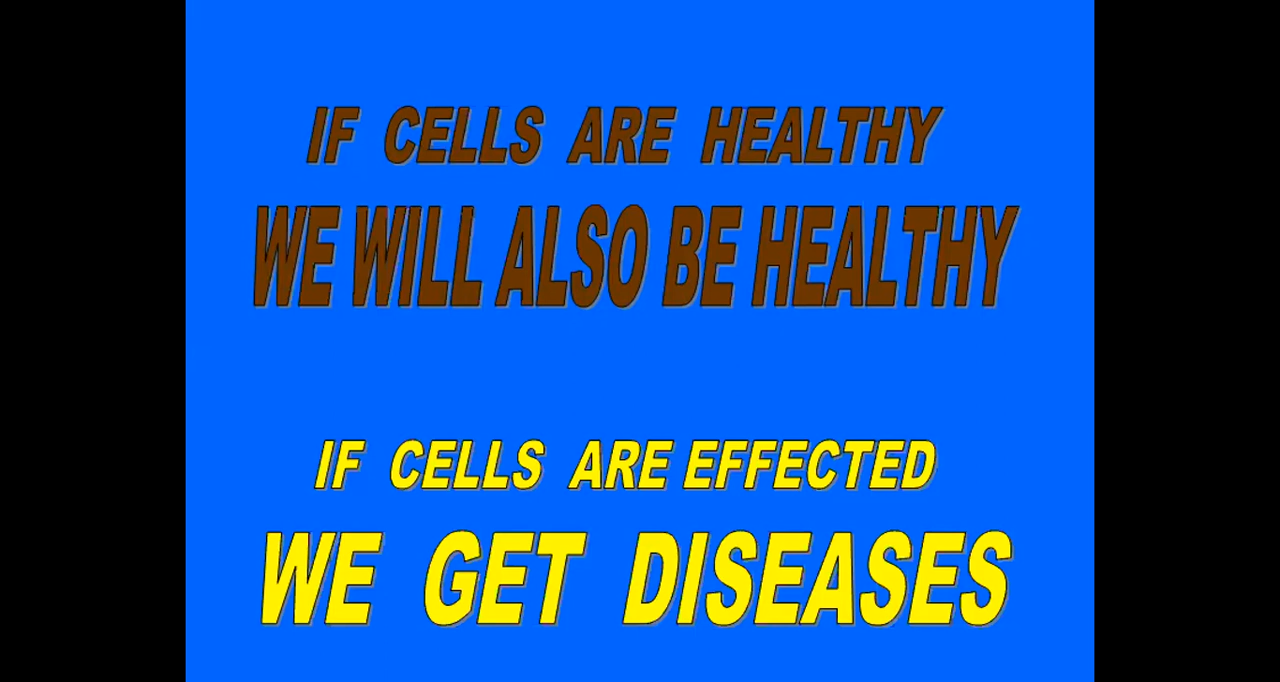 IF CELLS ARE HEALTHY
WE WILL ALSO BE HEALTHY
IF CELLS ARE EFFECTED
WE GET DISEASES